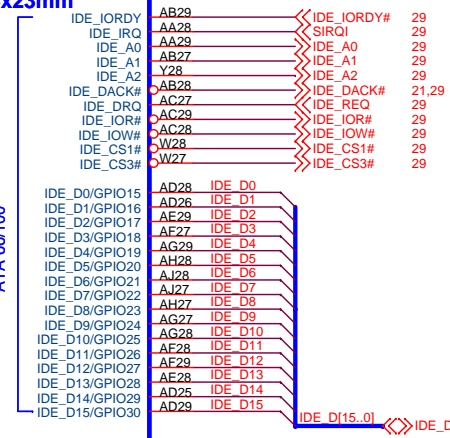 x23mm
IDE_IORDY AB29 IDE_IORDY# 29
IDE_IRQ AA28 SIRQI 29
IDE_A0 AA29 IDE_A0 29
IDE_A1 AB27 IDE_A1 29
IDE_A2 Y28 IDE_A2 29
IDE_DACK# AB28 IDE_DACK# 21,29
IDE_DRQ AC27 IDE_REQ 29
IDE_IOR# AC29 IDE_IOR# 29
IDE_IOW# AC28 IDE_IOW# 29
IDE_CS1# W28 IDE_CS1# 29
IDE_CS3# W27 IDE_CS3# 29
IDE_D0/GPIO15 AD28 IDE_D0
IDE_D1/GPIO16 AD26 IDE_D1
IDE_D2/GPIO17 AE29 IDE_D2
IDE_D3/GPIO18 AF27 IDE_D3
IDE_D4/GPIO19 AG29 IDE_D4
IDE_D5/GPIO20 AH28 IDE_D5
IDE_D6/GPIO21 AJ28 IDE_D6
IDE_D7/GPIO22 AJ27 IDE_D7
IDE_D8/GPIO23 AH27 IDE_D8
IDE_D9/GPIO24 AG27 IDE_D9
IDE_D10/GPIO25 AG28 IDE_D10
IDE_D11/GPIO26 AF28 IDE_D11
IDE_D12/GPIO27 AF29 IDE_D12
IDE_D13/GPIO28 AE28 IDE_D13
IDE_D14/GPIO29 AD25 IDE_D14
IDE_D15/GPIO30 AD29 IDE_D15
IDE_D[15..0] IDE_D